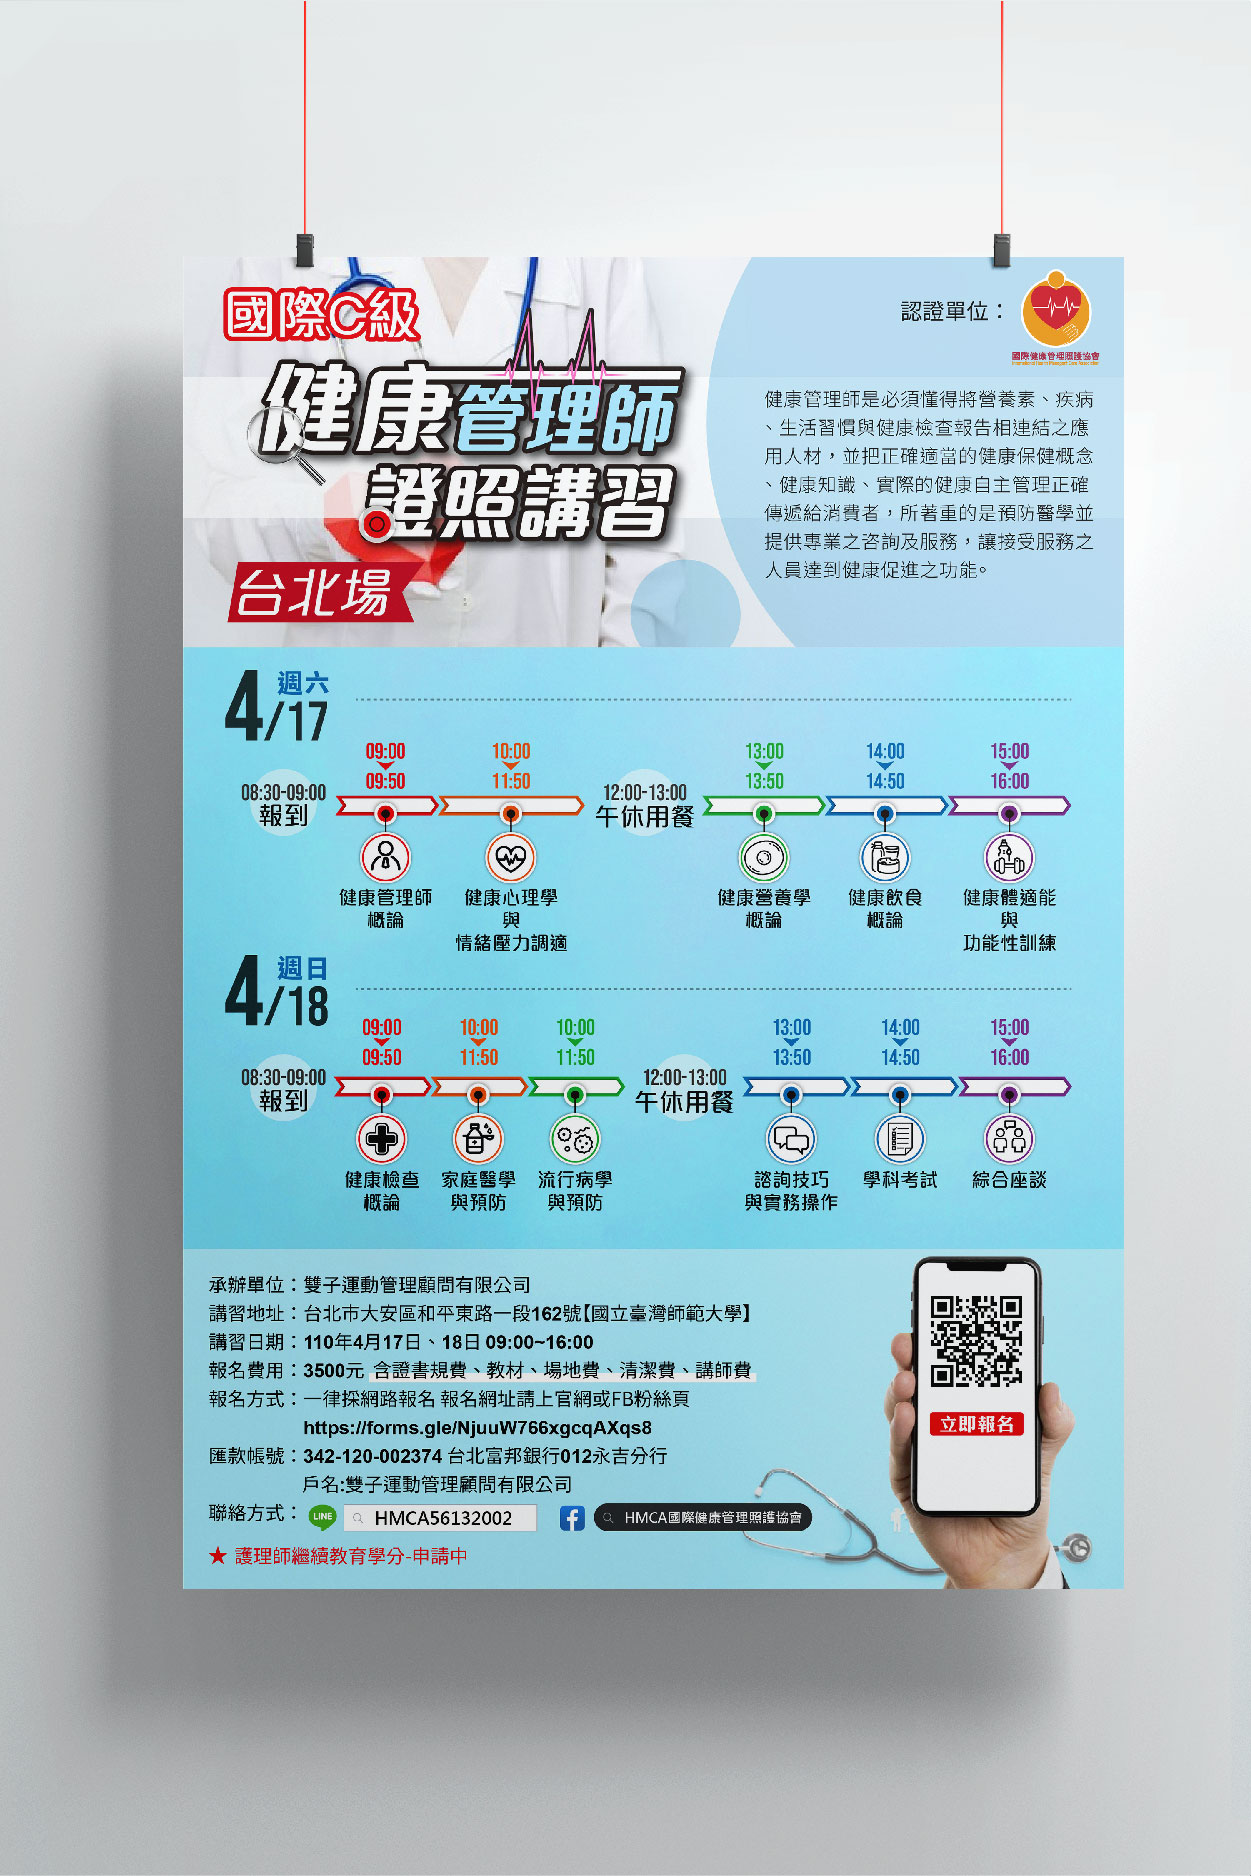 國際C級
健康管理師
證照講習
台北場
認證單位：
國際健康管理照護協會
健康管理師是必須懂得將營養素、疾病
、生活習慣與健康檢查報告相連結之應
用人材，並把正確適當的健康保健概念
、健康知識、實際的健康自主管理正確
傳遞給消費者，所著重的是預防醫學並
提供專業之咨詢及服務，讓接受服務之
人員達到健康促進之功能。
4/17 週六
08:30-09:00
報到
09:00
09:50
健康管理師
概論
10:00
11:50
健康心理學
與
情緒壓力調適
12:00-13:00
午休用餐
13:00
13:50
健康營養學
概論
14:00
14:50
健康飲食
概論
15:00
16:00
健康體適能
與
功能性訓練
4/18 週日
08:30-09:00
報到
09:00
09:50
健康檢查
概論
10:00
11:50
家庭醫學
與預防
10:00
11:50
流行病學
與預防
12:00-13:00
午休用餐
13:00
13:50
諮詢技巧
與實務操作
14:00
14:50
學科考試
15:00
16:00
綜合座談
承辦單位：雙子運動管理顧問有限公司
講習地址：台北市大安區和平東路一段162號【國立臺灣師範大學】
講習日期：110年4月17日、18日 09:00~16:00
報名費用：3500元 含證書規費、教材、場地費、清潔費、講師費
報名方式：一律採網路報名 報名網址請上官網或FB粉絲頁
https://forms.gle/NjuuW766xgcqAXqs8
匯款帳號：342-120-002374 台北富邦銀行012永吉分行
戶名:雙子運動管理顧問有限公司
聯絡方式： LINE HMCA56132002 f HMCA國際健康管理照護協會
★ 護理師繼續教育學分-申請中
立即報名